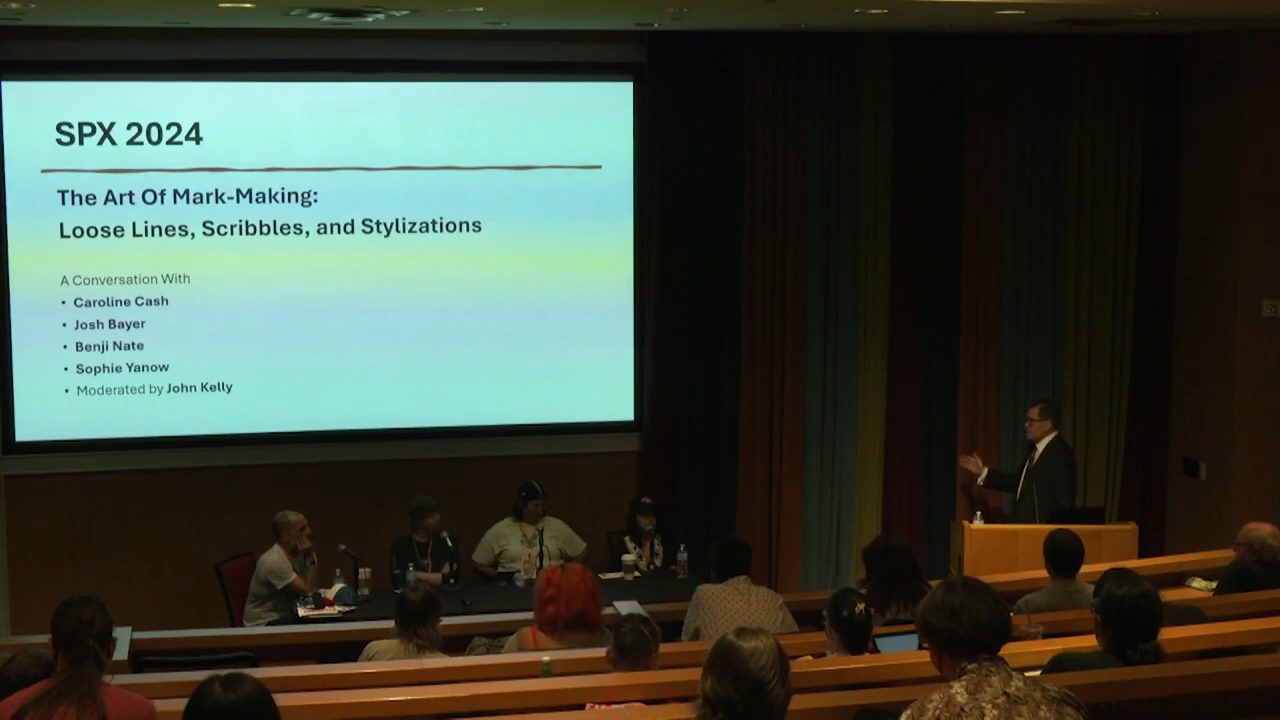 SPX 2024
The Art Of Mark-Making:
Loose Lines, Scribbles, and Stylizations
A Conversation With
• Caroline Cash
• Josh Bayer
• Benji Nate
• Sophie Yanow
• Moderated by John Kelly